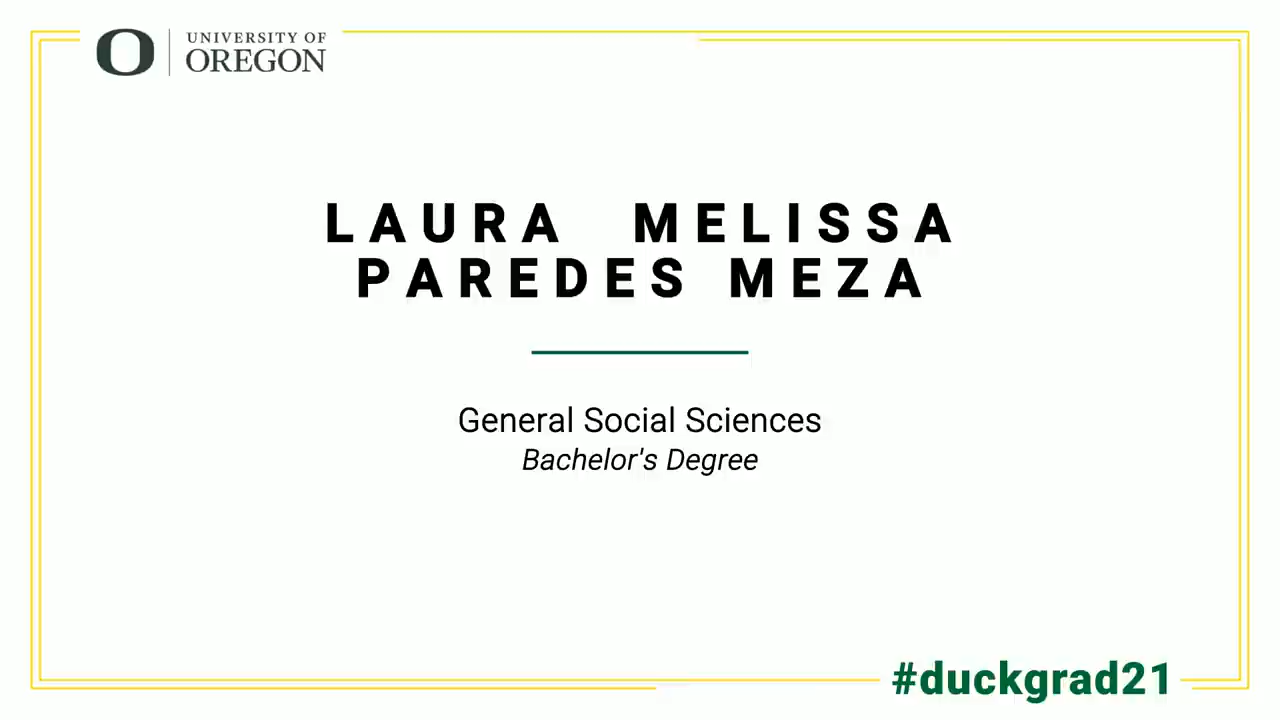 UNIVERSITY OF
OREGON
LAURA MELISSA
PAREDES MEZA
General Social Sciences
Bachelor's Degree
#duckgrad21